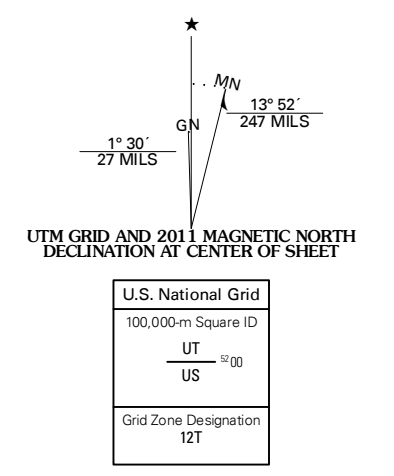 ★
MN
GN
13° 52´
247 MILS
1° 30´
27 MILS
UTM GRID AND 2011 MAGNETIC NORTH
DECLINATION AT CENTER OF SHEET
U.S. National Grid
100,000-m Square ID
UT
US
5200
Grid Zone Designation
12T